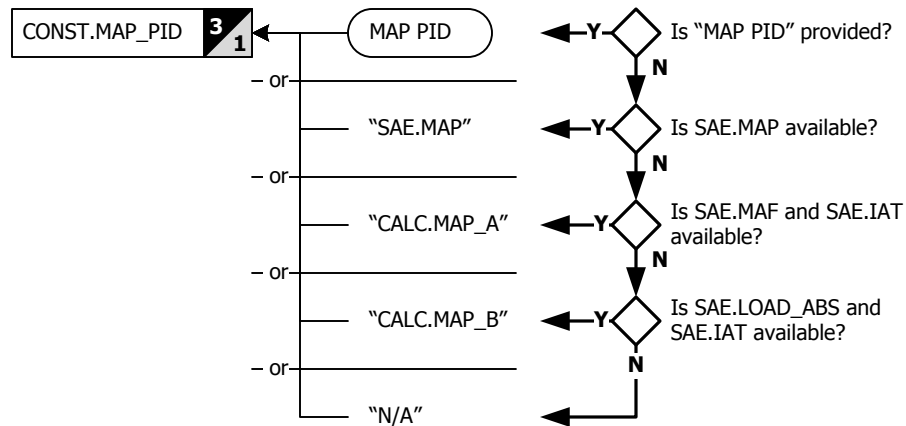 CONST.MAP_PID 3 1 MAP PID Y Is “MAP PID” provided?
N
– or
“SAE.MAP” Y Is SAE.MAP available?
N
– or
“CALC.MAP_A” Y Is SAE.MAF and SAE.IAT
available?
N
– or
“CALC.MAP_B” Y Is SAE.LOAD_ABS and
SAE.IAT available?
N
– or
“N/A”